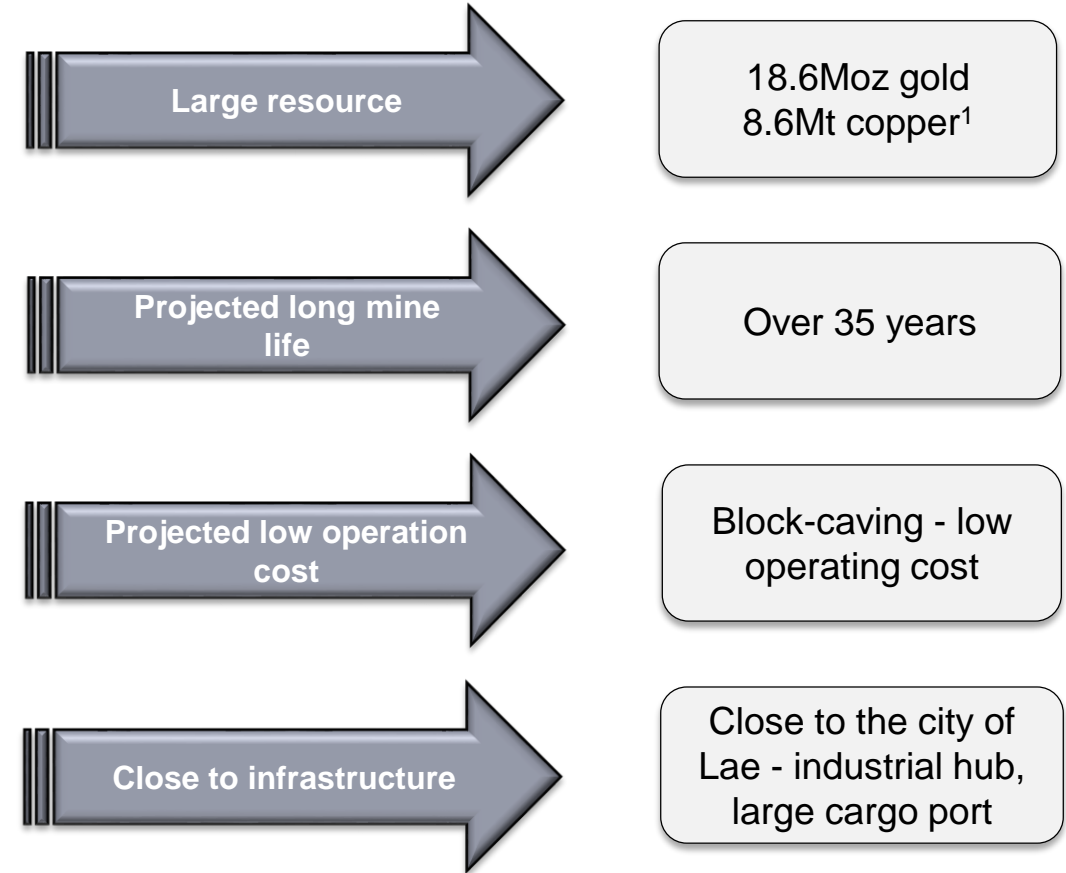 Large resource
18.6Moz gold
8.6Mt copper¹
Projected long mine
life
Over 35 years
Projected low operation
cost
Block-caving - low
operating cost
Close to infrastructure
Close to the city of
Lae - industrial hub,
large cargo port